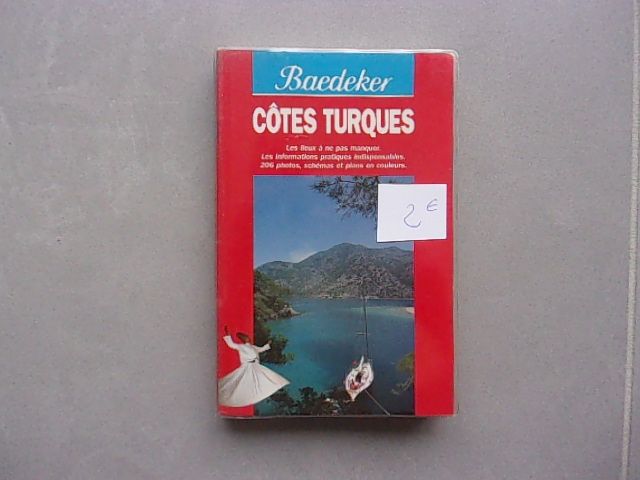 Baedeker
CÔTES TURQUES
Les lieux à ne pas manquer.
Les informations pratiques indispensables.
206 photos, schémas et plans en couleurs.
2 €